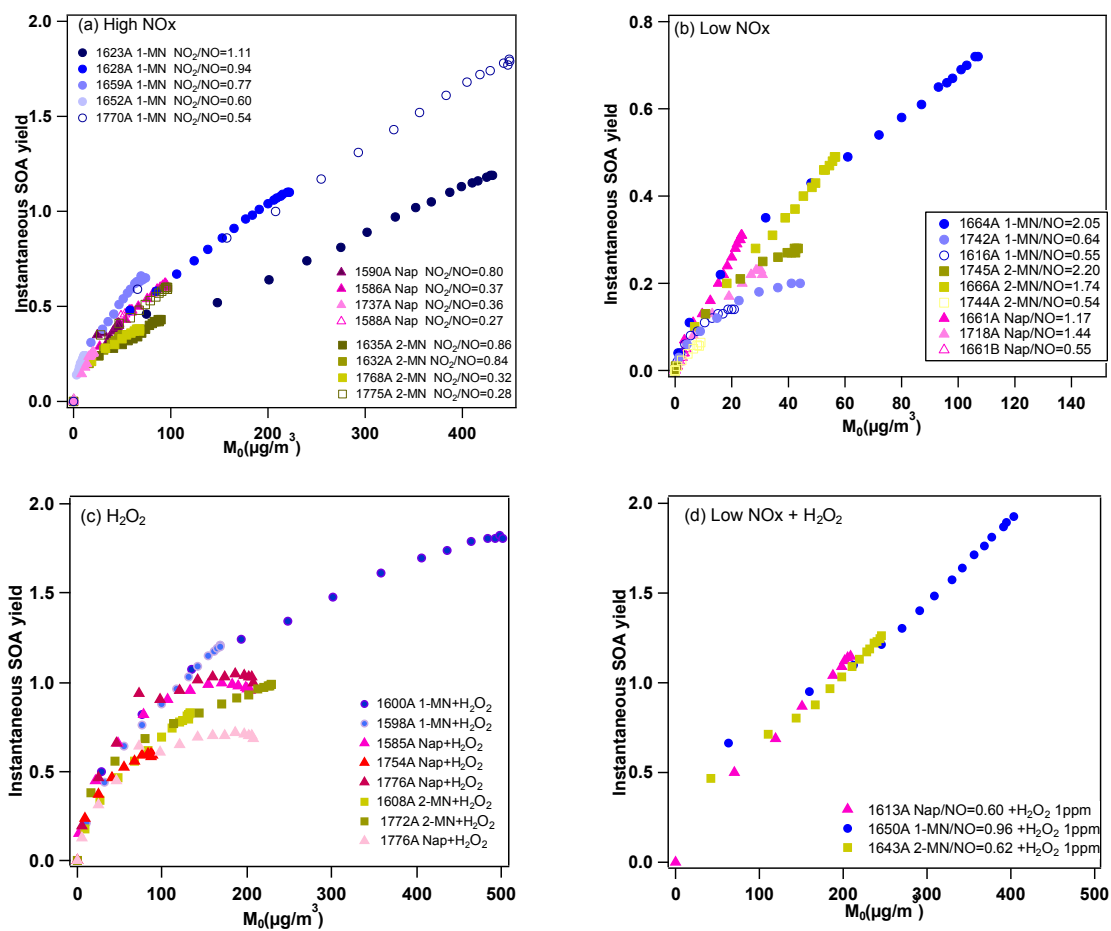 (a) High NOx
Instantaneous SOA yield
2.0
1.5
1.0
0.5
0.0
1623A 1-MN NO₂/NO=1.11
1628A 1-MN NO₂/NO=0.94
1659A 1-MN NO₂/NO=0.77
1652A 1-MN NO₂/NO=0.60
1770A 1-MN NO₂/NO=0.54
1590A Nap NO₂/NO=0.80
1586A Nap NO₂/NO=0.37
1737A Nap NO₂/NO=0.36
1588A Nap NO₂/NO=0.27
1635A 2-MN NO₂/NO=0.86
1632A 2-MN NO₂/NO=0.84
1768A 2-MN NO₂/NO=0.32
1775A 2-MN NO₂/NO=0.28
0 100 200 300 400
M₀(µg/m³)
(b) Low NOx
Instantaneous SOA yield
0.8
0.6
0.4
0.2
0.0
1664A 1-MN/NO=2.05
1742A 1-MN/NO=0.64
1616A 1-MN/NO=0.55
1745A 2-MN/NO=2.20
1666A 2-MN/NO=1.74
1744A 2-MN/NO=0.54
1661A Nap/NO=1.17
1718A Nap/NO=1.44
1661B Nap/NO=0.55
0 20 40 60 80 100 120 140
M₀(µg/m³)
(c) H₂O₂
Instantaneous SOA yield
2.0
1.5
1.0
0.5
0.0
1600A 1-MN+H₂O₂
1598A 1-MN+H₂O₂
1585A Nap+H₂O₂
1754A Nap+H₂O₂
1776A Nap+H₂O₂
1608A 2-MN+H₂O₂
1772A 2-MN+H₂O₂
1776A Nap+H₂O₂
0 100 200 300 400 500
M₀(µg/m³)
(d) Low NOx + H₂O₂
Instantaneous SOA yield
2.0
1.5
1.0
0.5
0.0
1613A Nap/NO=0.60 +H₂O₂ 1ppm
1650A 1-MN/NO=0.96 +H₂O₂ 1ppm
1643A 2-MN/NO=0.62 +H₂O₂ 1ppm
0 100 200 300 400 500
M₀(µg/m³)